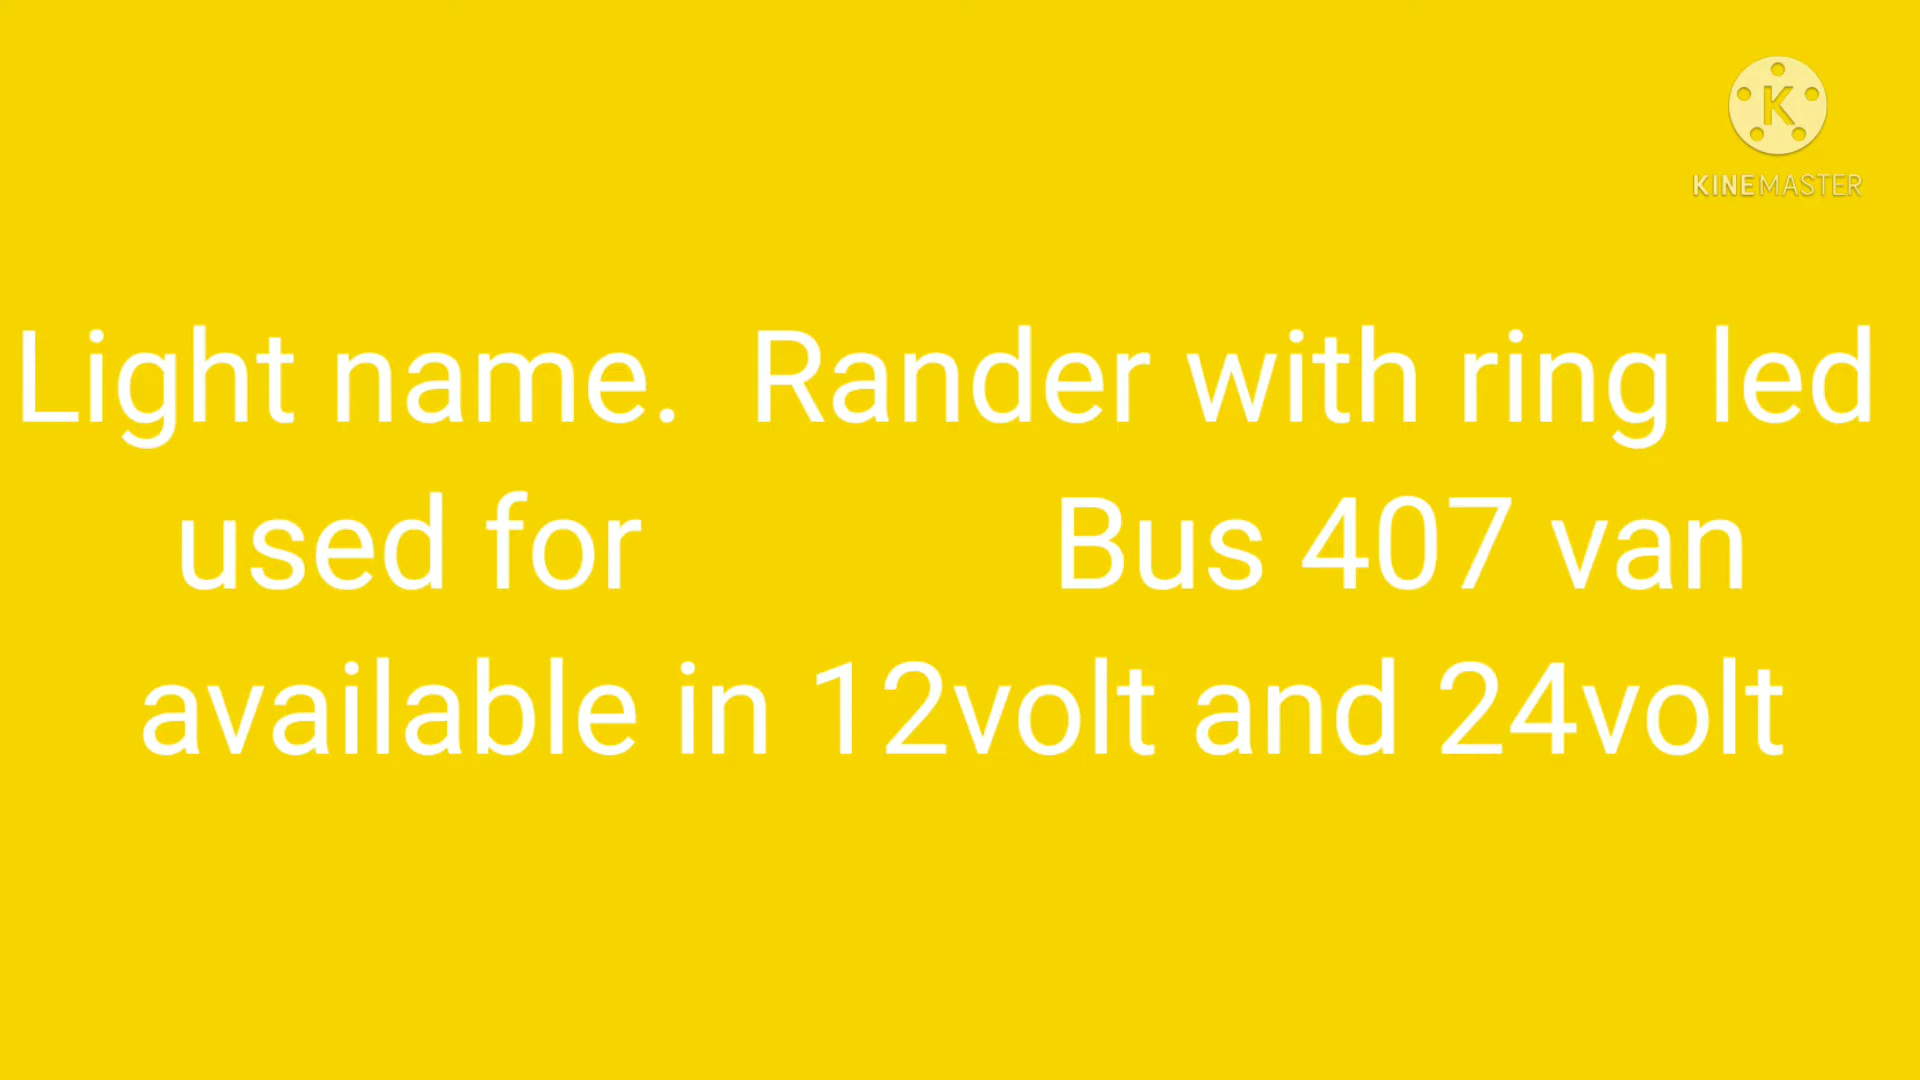 K
KINEMASTER
Light name. Rander with ring led
used for Bus 407 van
available in 12volt and 24volt